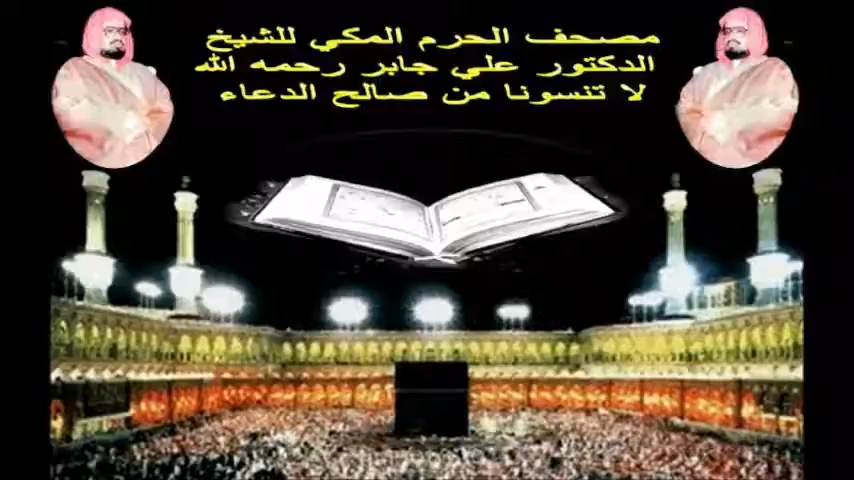 مصحف الحرم المكي للشيخ
الدكتور علي جابر رحمه الله
لا تنسونا من صالح الدعاء